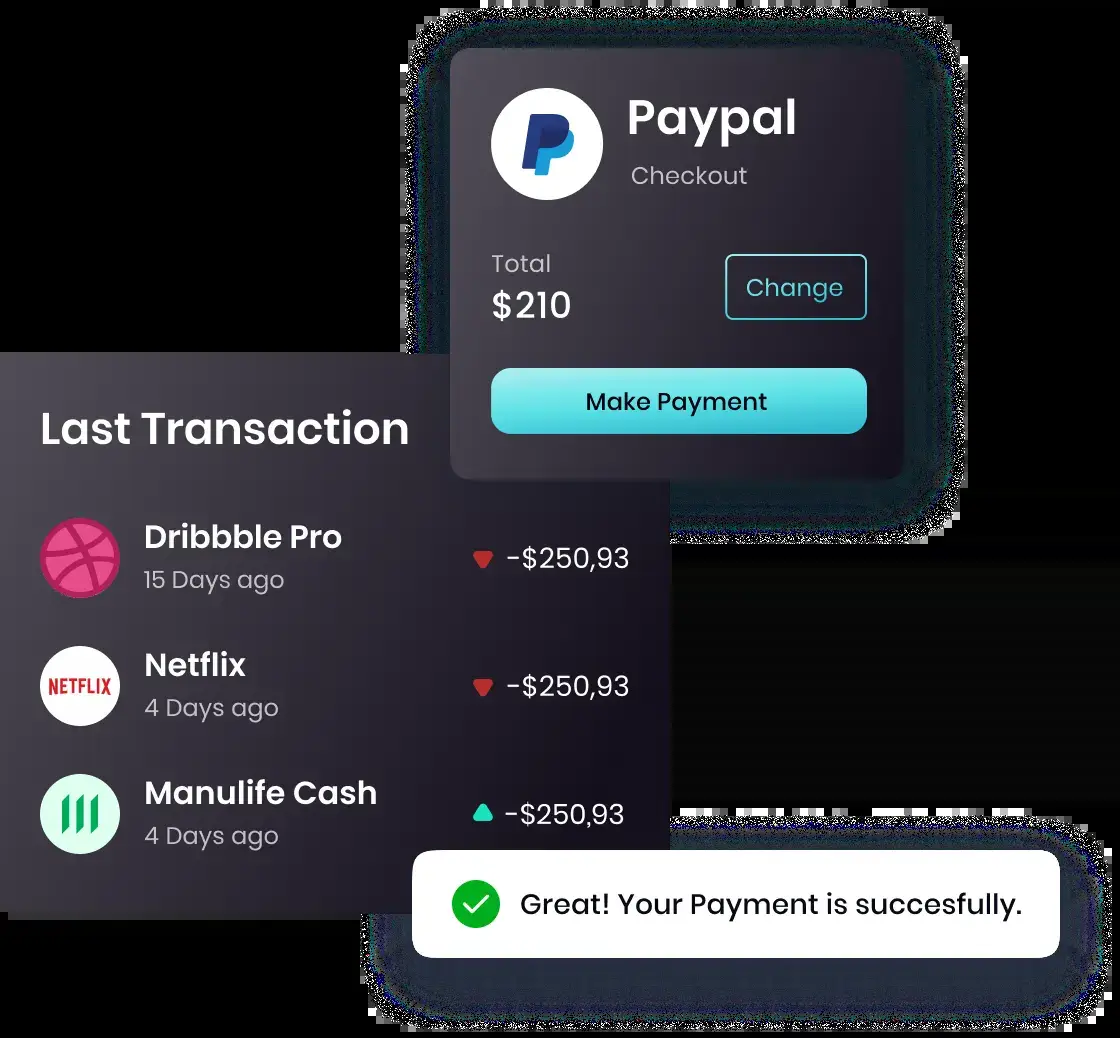 Paypal
Checkout
Total
$210
Change
Make Payment
Last Transaction
Dribbble Pro
15 Days ago
-$250,93
NETFLIX
Netflix
4 Days ago
-$250,93
Manulife Cash
4 Days ago
-$250,93
Great! Your Payment is succesfully.